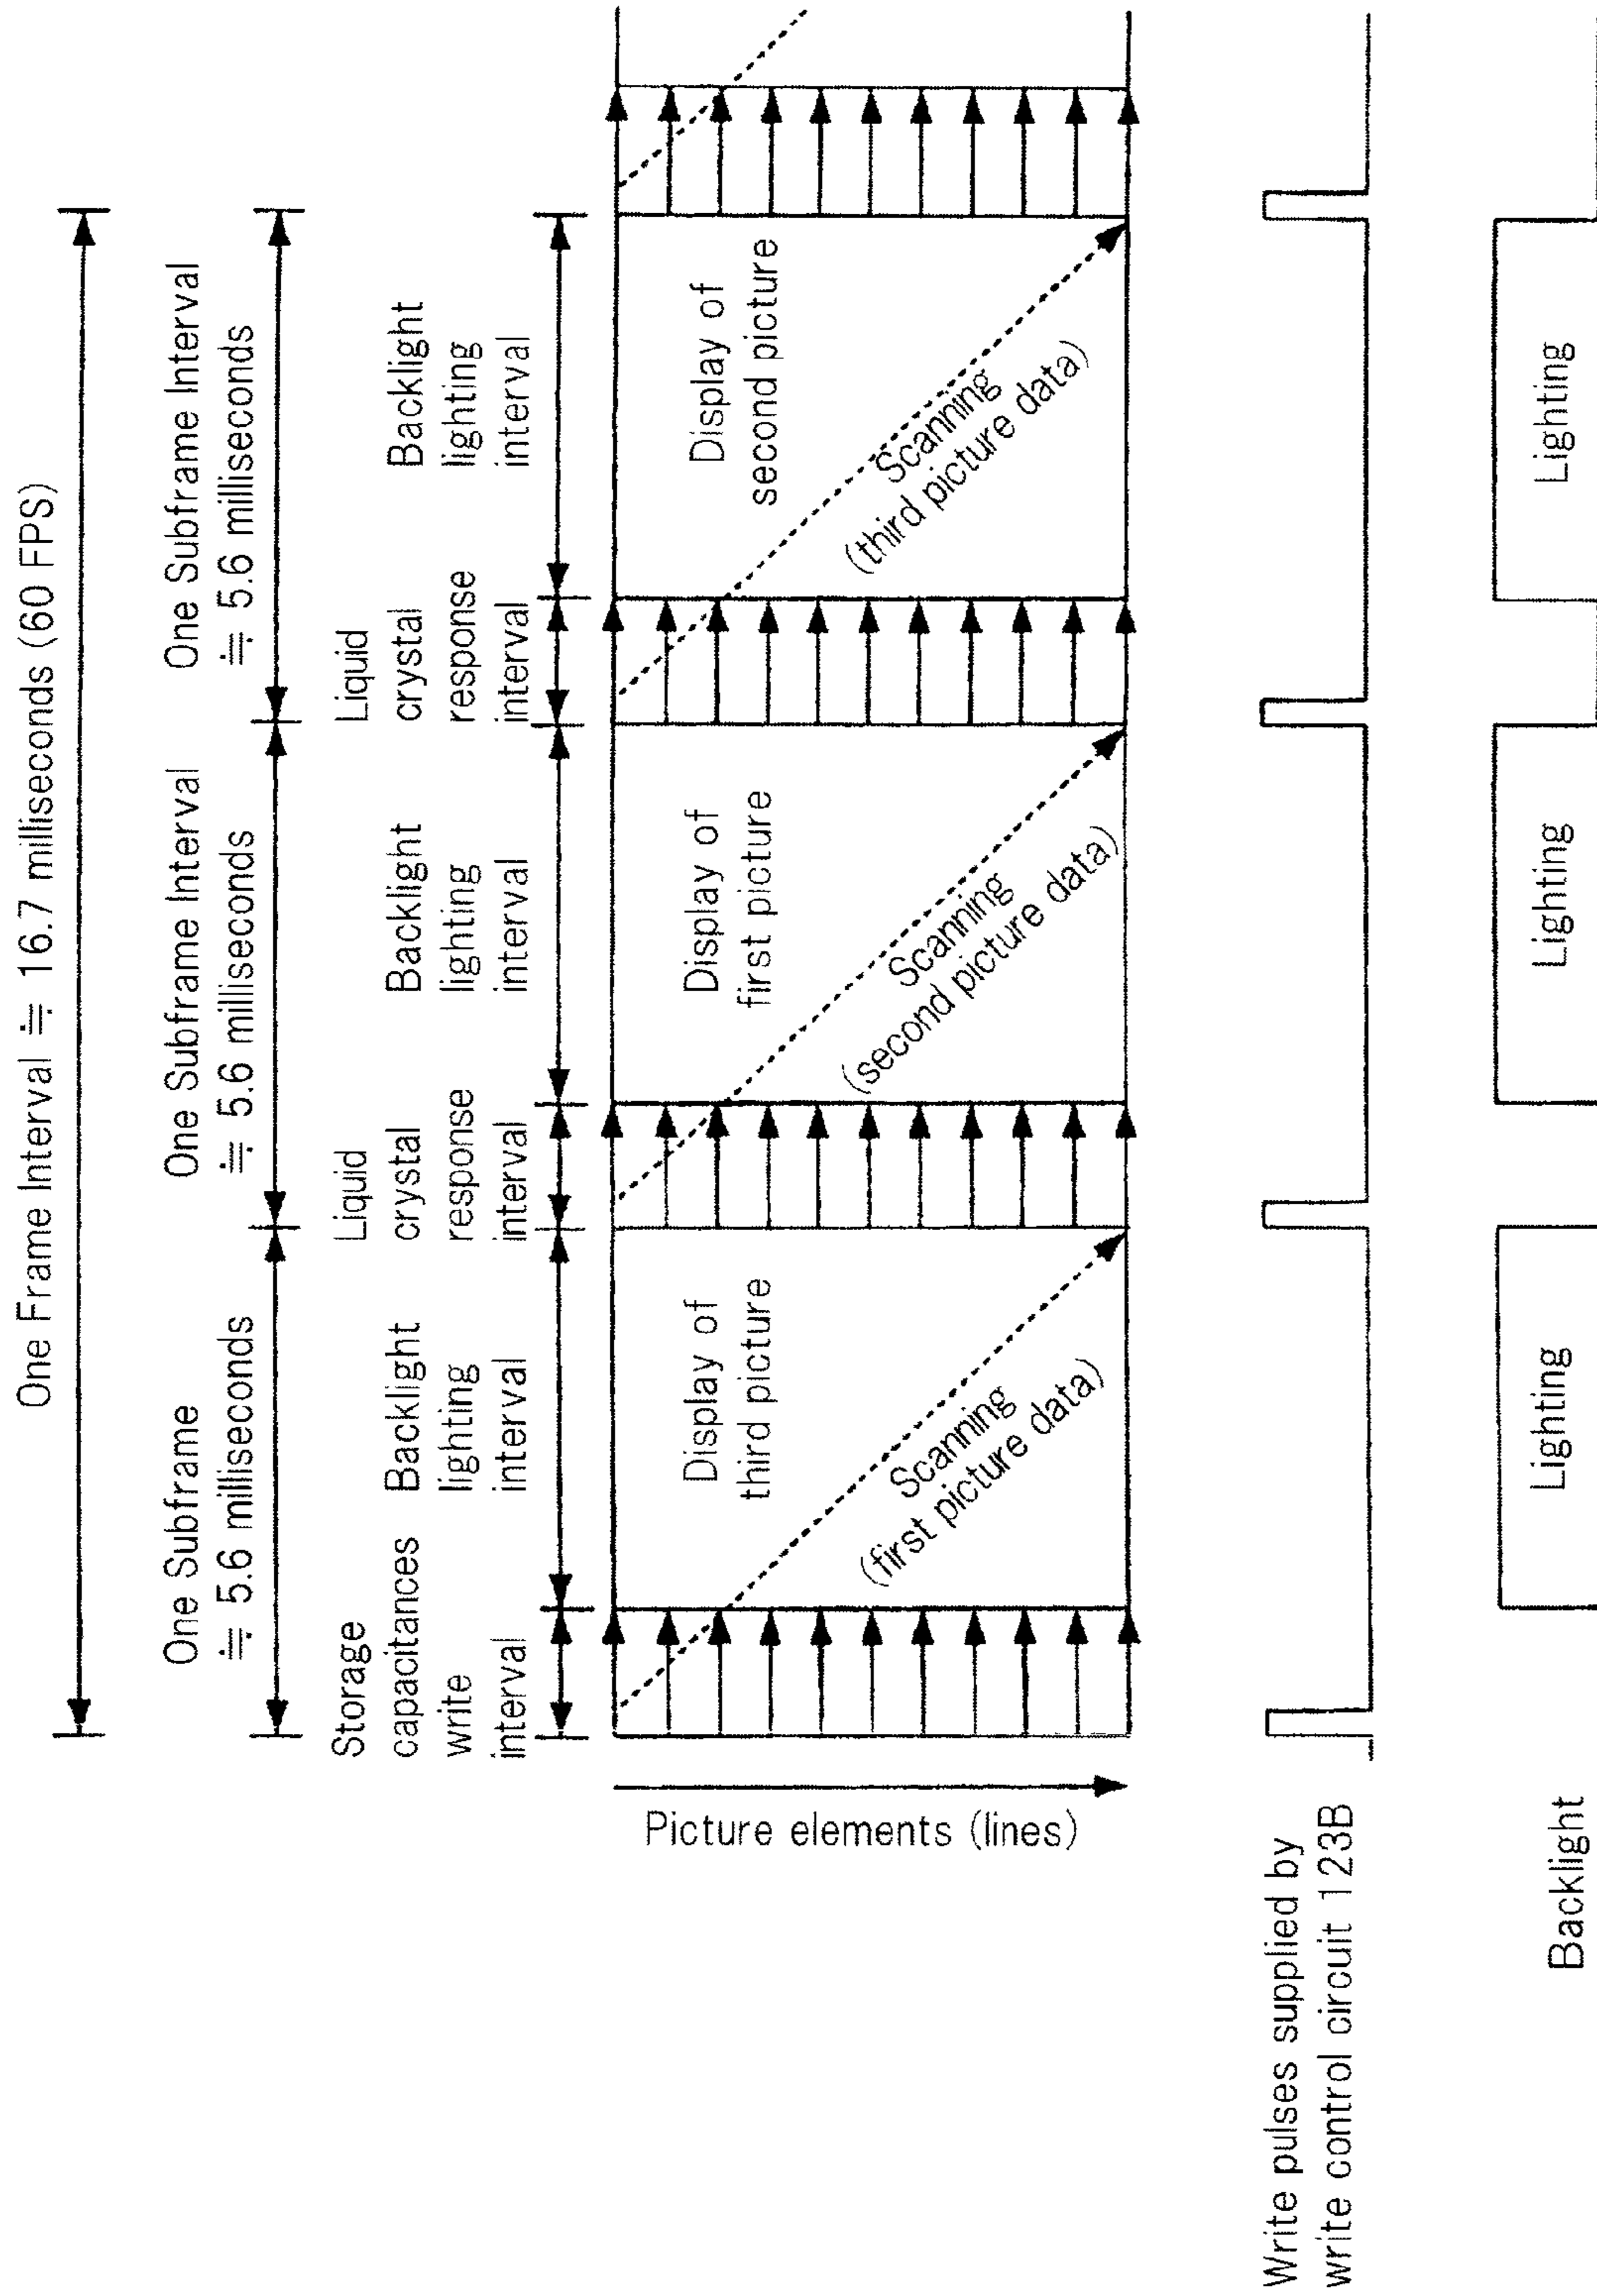 One Frame Interval ≒ 16.7 milliseconds (60 FPS)
One Subframe
≒ 5.6 milliseconds
One Subframe Interval
≒ 5.6 milliseconds
One Subframe Interval
≒ 5.6 milliseconds
Storage
capacitances
write
interval
Backlight
lighting
interval
Liquid
crystal
response
interval
Backlight
lighting
interval
Liquid
crystal
response
interval
Backlight
lighting
interval
Picture elements (lines)
Display of
third picture
Scanning
(first picture data)
Display of
first picture
Scanning
(second picture data)
Display of
second picture
Scanning
(third picture data)
Write pulses supplied by
write control circuit 123B
Backlight
Lighting
Lighting
Lighting